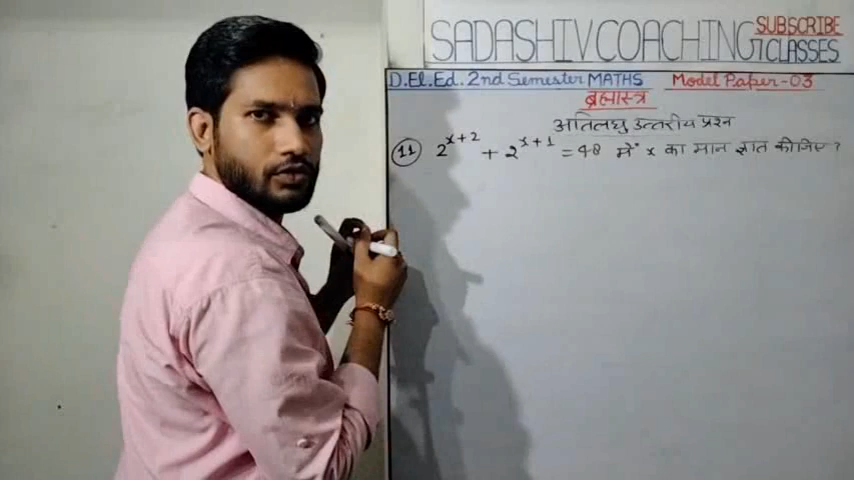 SADASHIV COACHING CLASSES
SUBSCRIBE
D.El.Ed. 2nd Semester MATHS Model Paper-03
ब्रह्मास्त्र
अतिलघु उत्तरीय प्रश्न
(11) 2^{x+2} + 2^{x+1} = 48 में x का मान ज्ञात कीजिए ?